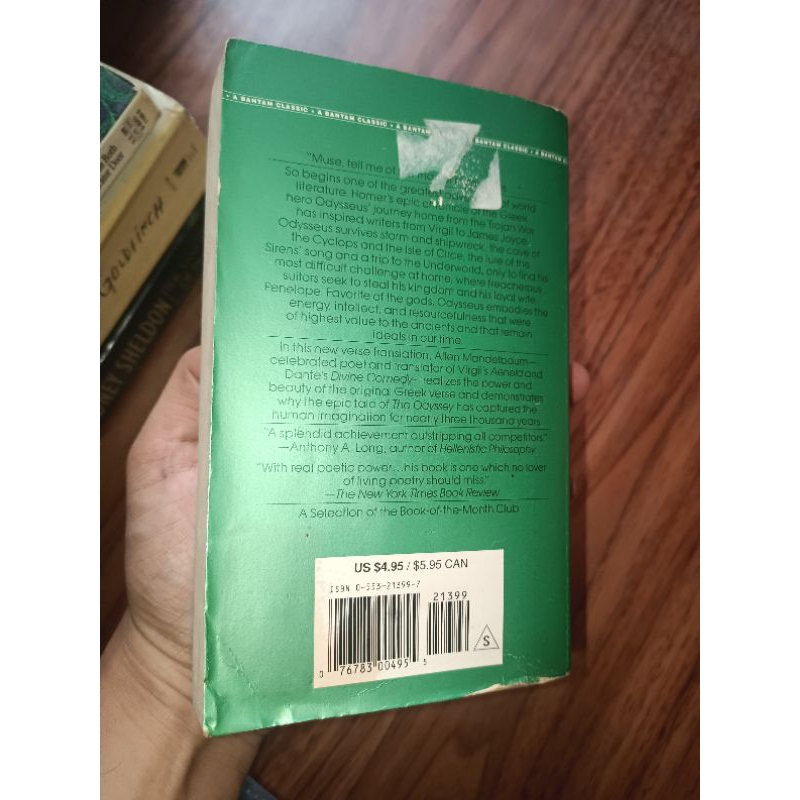 • A BANTAM CLASSIC • A BANTAM CLASSIC • A BANTAM BANTAM CLASSIC • A BANTAM
"Muse, tell me of
So begins one of the greatest of world
literature. Homer's epic chronicle of the Greek
hero Odysseus' journey home from the Trojan War
has inspired writers from Virgil to James Joyce.
Odysseus survives storm and shipwreck, the cave of
the Cyclops and the Isle of Circe, the lure of the
Sirens' song and a trip to the Underworld, only to find his
most difficult challenge at home, where treacherous
suitors seek to steal his kingdom and his loyal wife,
Penelope. Favorite of the gods, Odysseus embodies the
energy, intellect, and resourcefulness that were
of highest value to the ancients and that remain
ideals in our time.
In this new verse translation, Allen Mandelbaum—
celebrated poet and translator of Virgil's Aeneid and
Dante's Divine Comedy—realizes the power and
beauty of the original Greek verse and demonstrates
why the epic tale of The Odyssey has captured the
human imagination for nearly three thousand years.
"A splendid achievement outstripping all competitors."
—Anthony A. Long, author of Hellenistic Philosophy
"With real poetic power...his book is one which no lover
of living poetry should miss."
—The New York Times Book Review
A Selection of the Book-of-the-Month Club
US $4.95 / $5.95 CAN
ISBN 0-553-21399-7
21399
S
0 76783 00495 5
GOLDFINCH
SHELDON